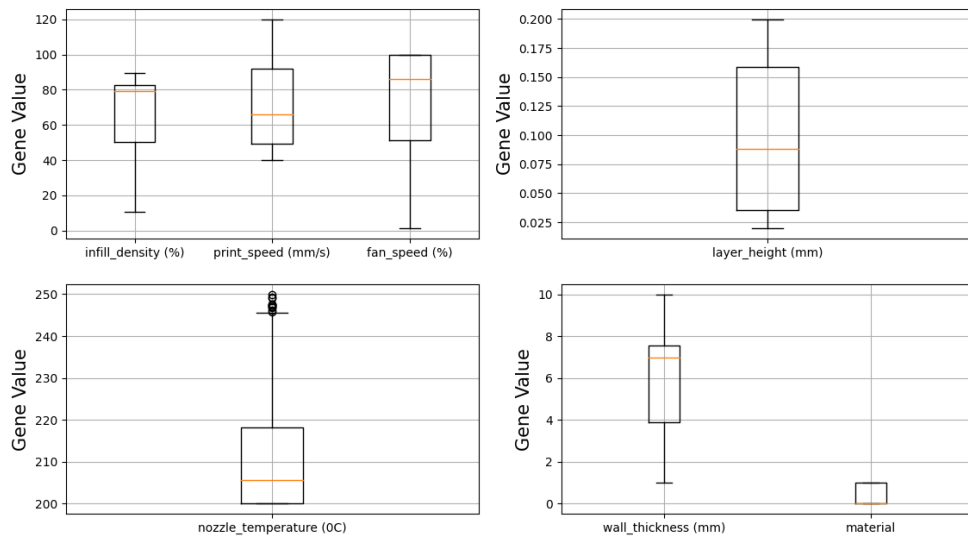 120
100
80
60
40
20
0
Gene Value
infill_density (%)
print_speed (mm/s)
fan_speed (%)
0.200
0.175
0.150
0.125
0.100
0.075
0.050
0.025
Gene Value
layer_height (mm)
250
240
230
220
210
200
Gene Value
nozzle_temperature (0C)
10
8
6
4
2
0
Gene Value
wall_thickness (mm)
material